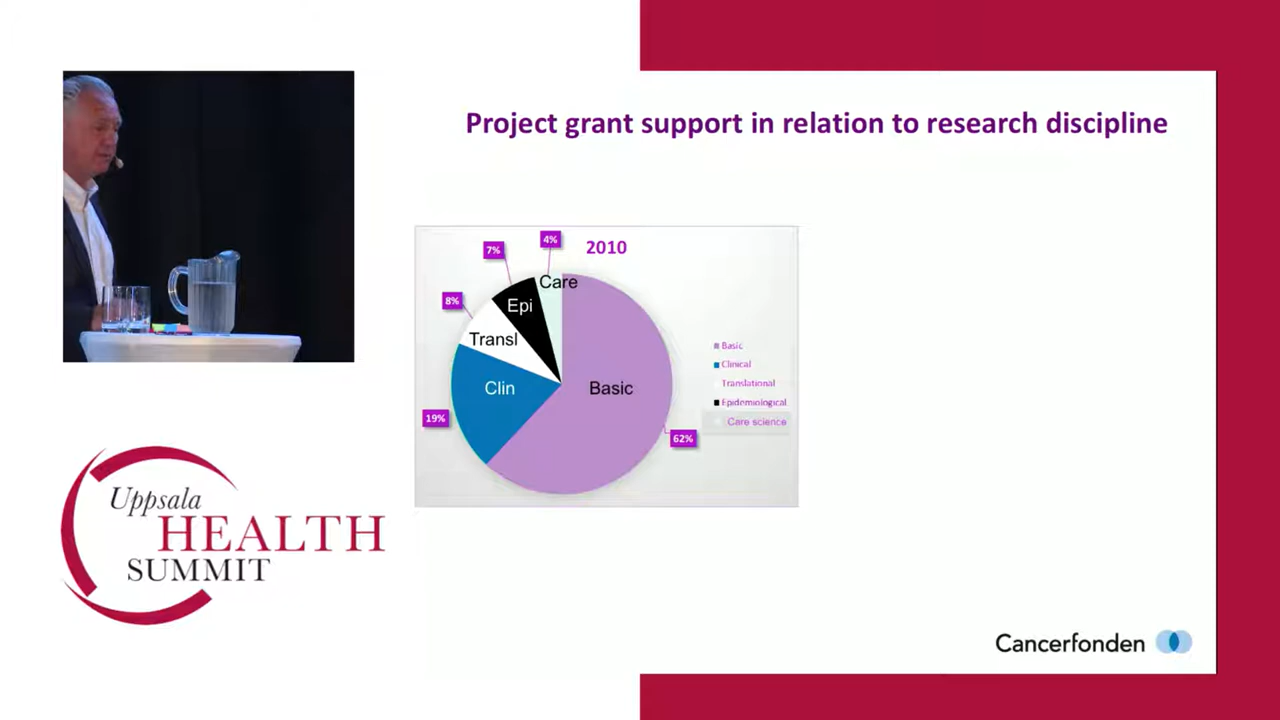 Project grant support in relation to research discipline
2010
7%
4%
8%
19%
62%
Care
Epi
Transl
Clin
Basic
Basic
Clinical
Translational
Epidemiological
Care science
Uppsala
HEALTH
SUMMIT
Cancerfonden